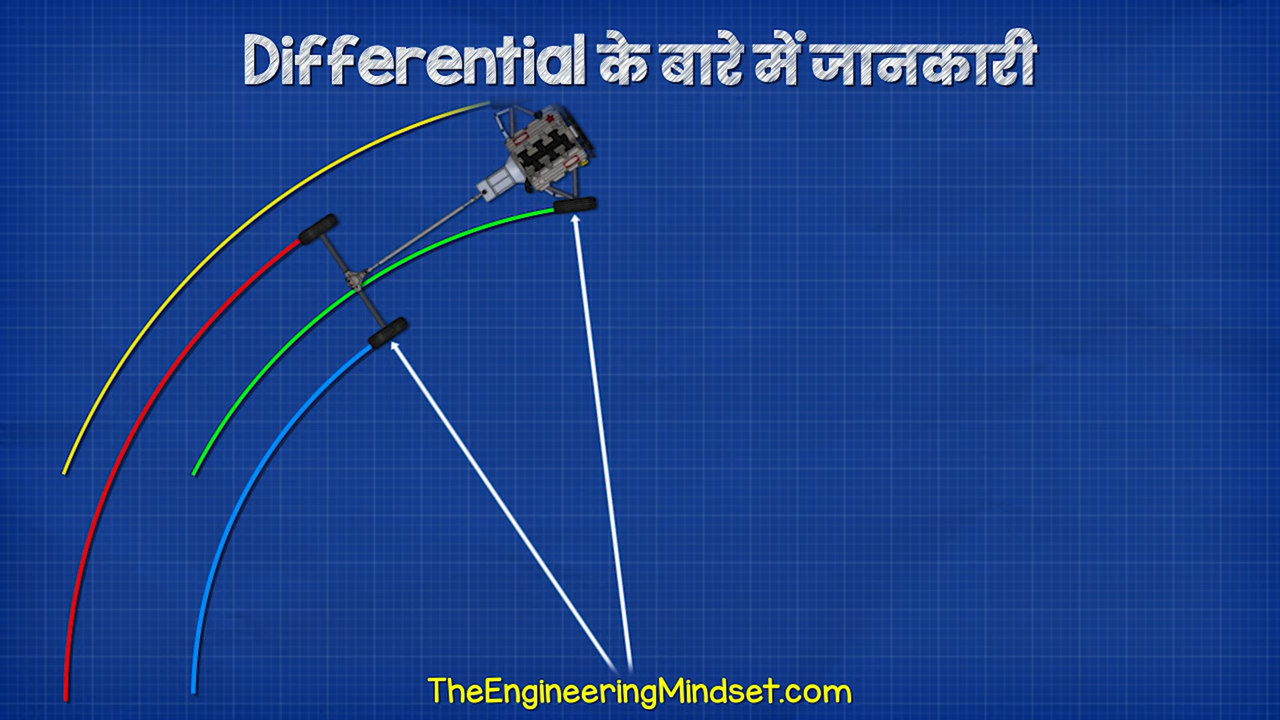 Differential के बारे में जानकारी
TheEngineeringMindset.com